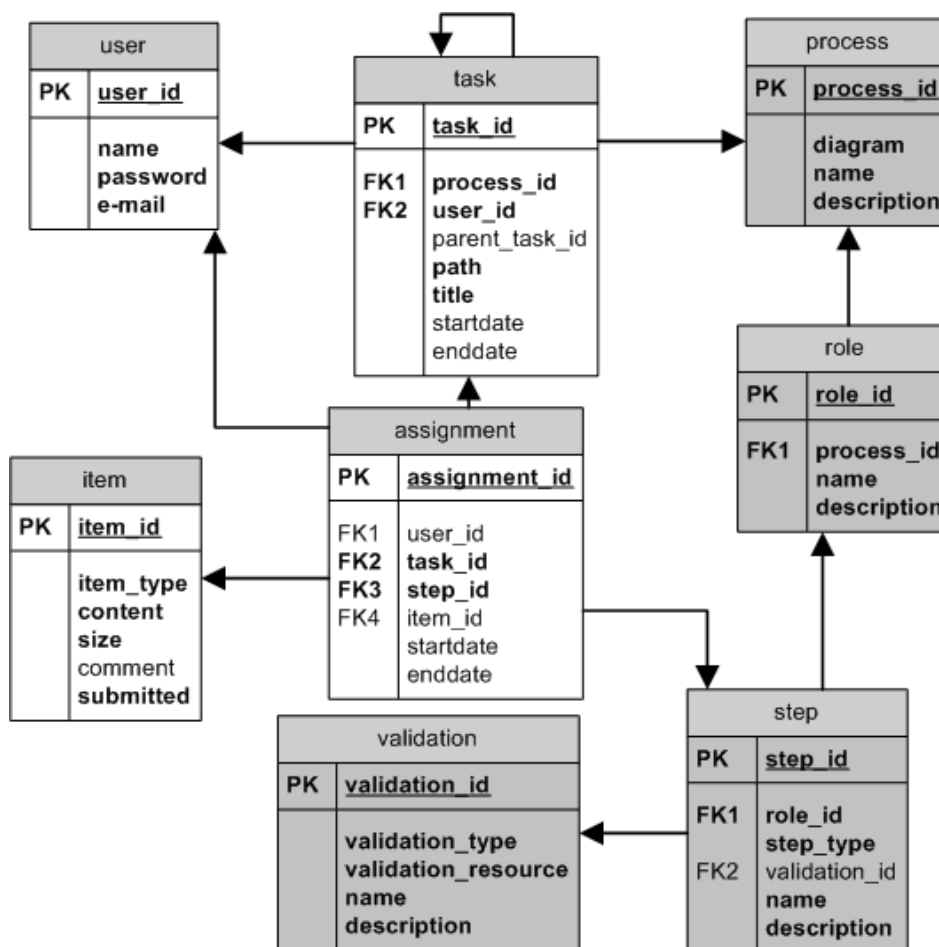 user
PK user_id
name
password
e-mail
task
PK task_id
FK1 process_id
FK2 user_id
parent_task_id
path
title
startdate
enddate
process
PK process_id
diagram
name
description
role
PK role_id
FK1 process_id
name
description
assignment
PK assignment_id
FK1 user_id
FK2 task_id
FK3 step_id
FK4 item_id
startdate
enddate
item
PK item_id
item_type
content
size
comment
submitted
validation
PK validation_id
validation_type
validation_resource
name
description
step
PK step_id
FK1 role_id
step_type
FK2 validation_id
name
description